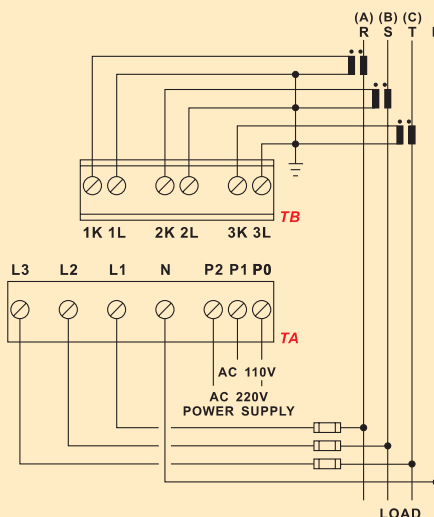 (A) (B) (C)
R S T
1K 1L 2K 2L 3K 3L
TB
L3 L2 L1 N P2 P1 P0
TA
AC 110V
AC 220V
POWER SUPPLY
LOAD